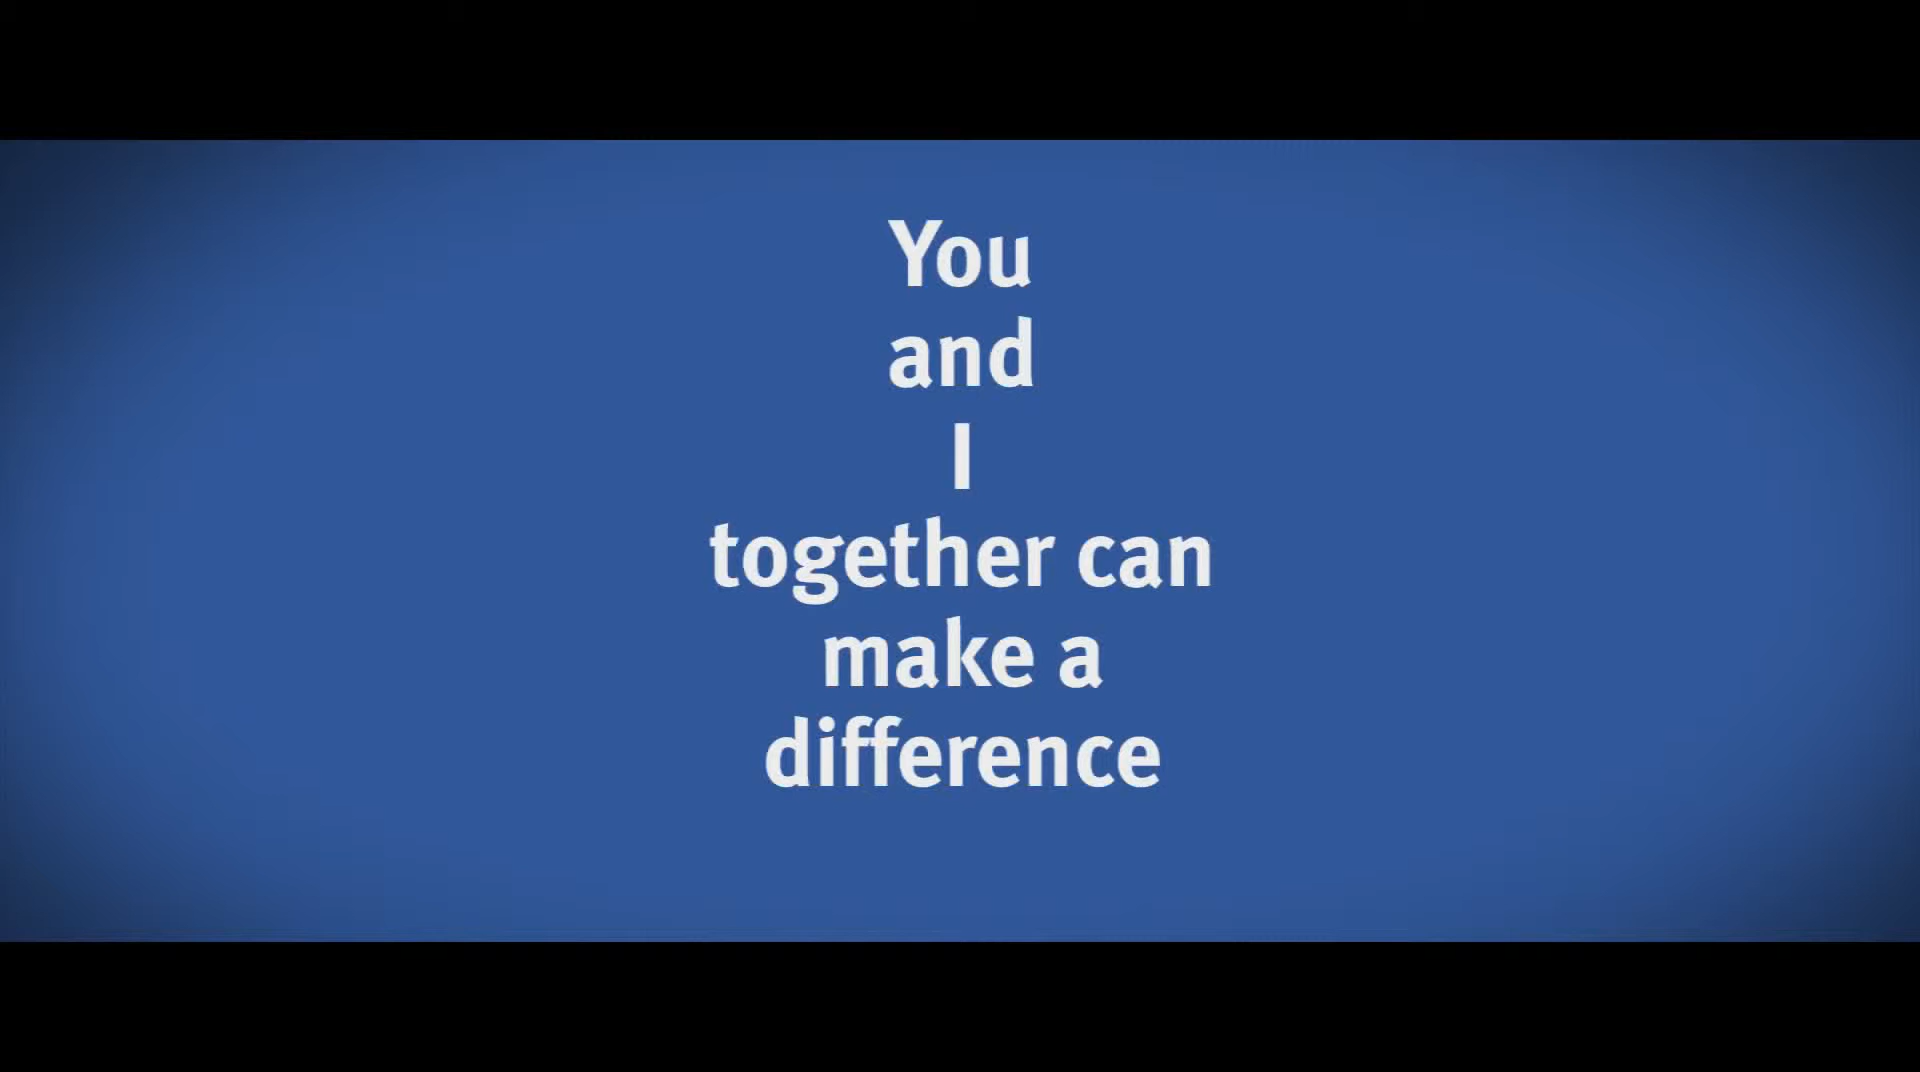 You
and
I
together can
make a
difference